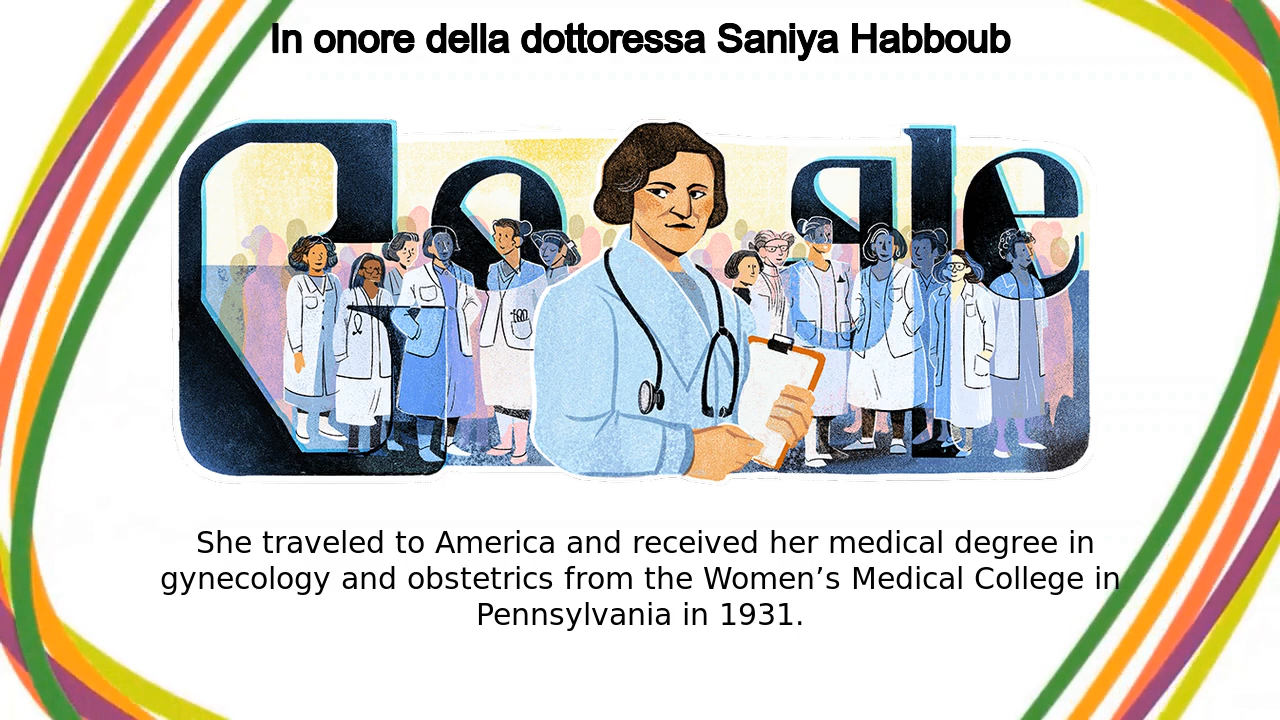 In onore della dottoressa Saniya Habboub
Google
She traveled to America and received her medical degree in
gynecology and obstetrics from the Women’s Medical College in
Pennsylvania in 1931.